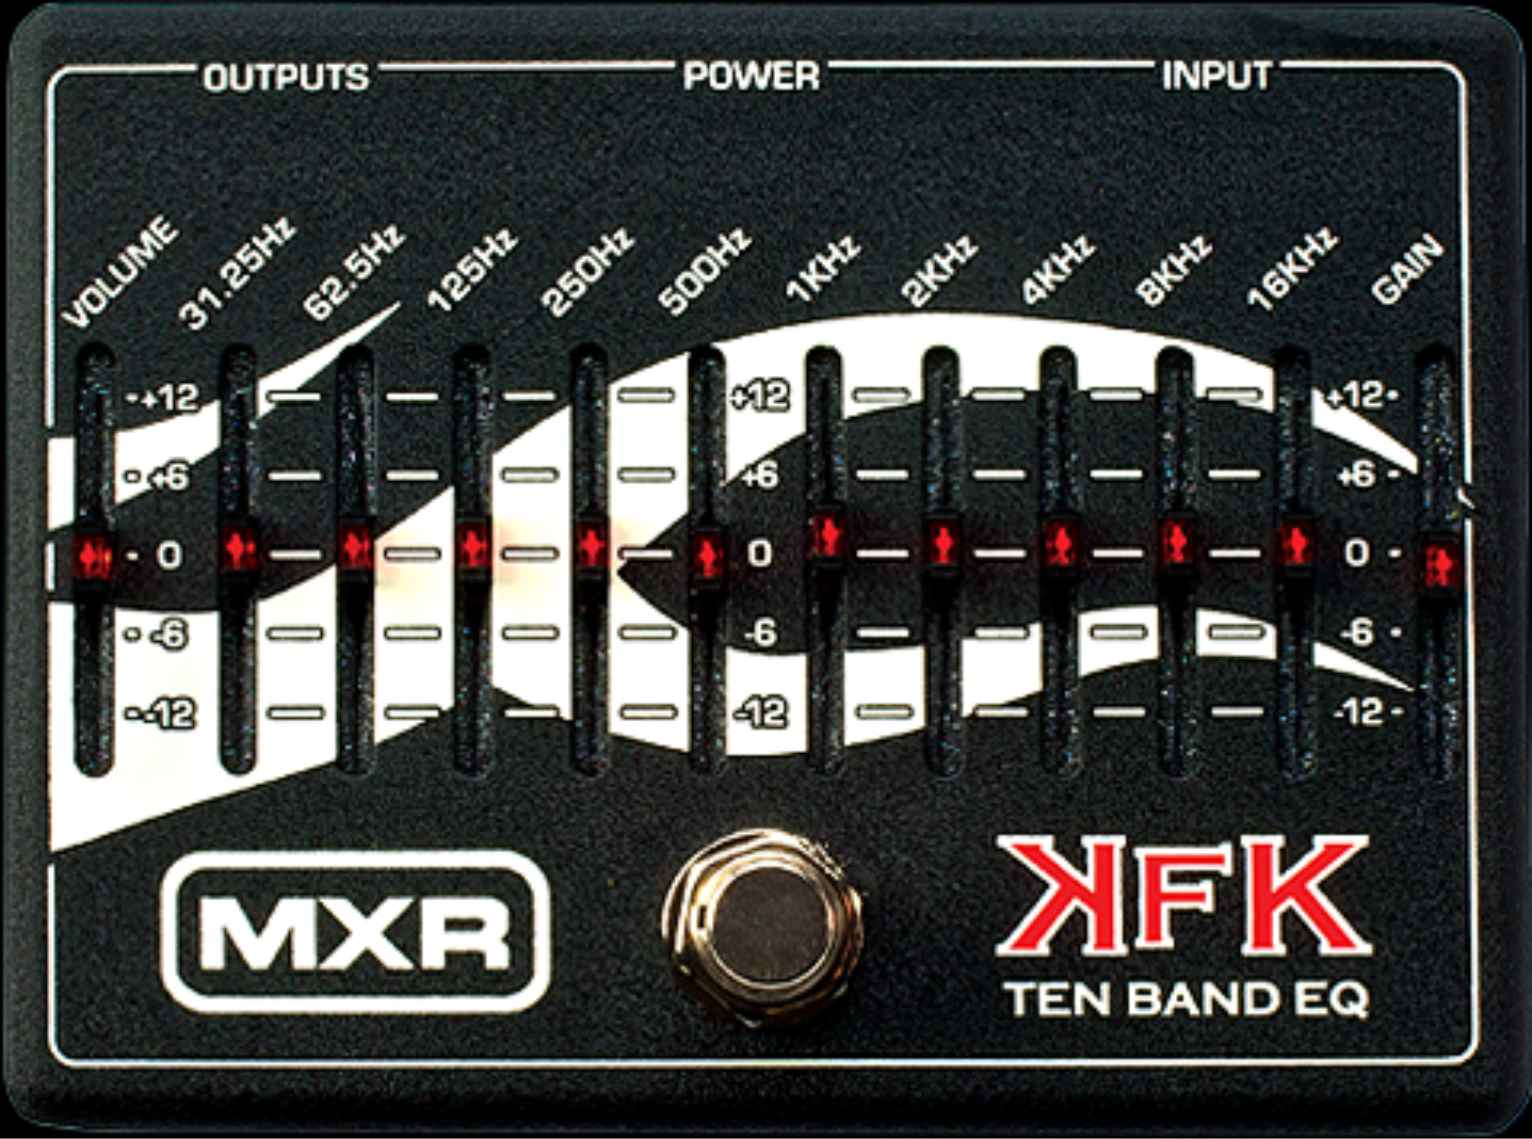 OUTPUTS POWER INPUT
VOLUME 31.25Hz 62.5Hz 125Hz 250Hz 500Hz 1KHz 2KHz 4KHz 8KHz 16KHz GAIN
-+12 +12 +12-
-+6 +6 +6-
-0 0 0-
--6 -6 -6-
--12 -12 -12-
MXR KFK
TEN BAND EQ